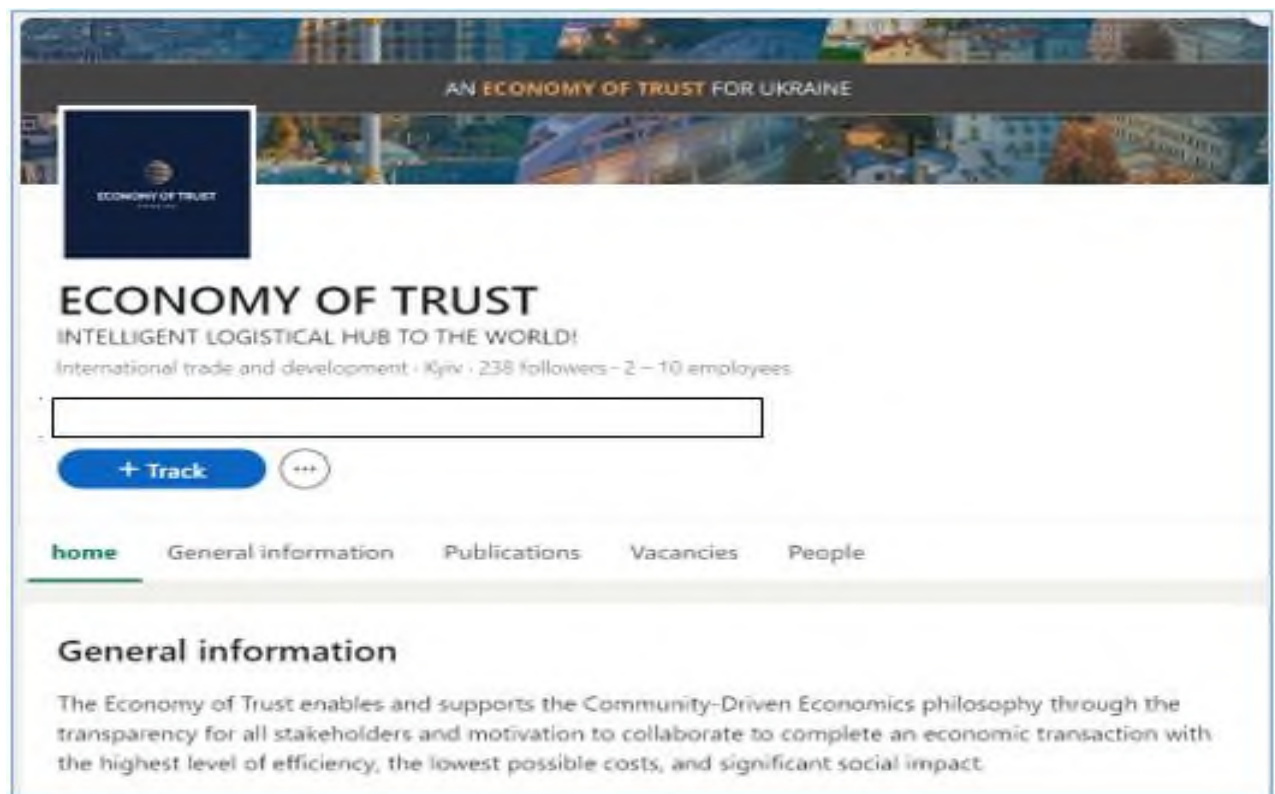 AN ECONOMY OF TRUST FOR UKRAINE
ECONOMY OF TRUST
ECONOMY OF TRUST
INTELLIGENT LOGISTICAL HUB TO THE WORLD!
International trade and development · Kyiv · 238 followers - 2 – 10 employees
+ Track
home General information Publications Vacancies People
General information
The Economy of Trust enables and supports the Community-Driven Economics philosophy through the
transparency for all stakeholders and motivation to collaborate to complete an economic transaction with
the highest level of efficiency, the lowest possible costs, and significant social impact.